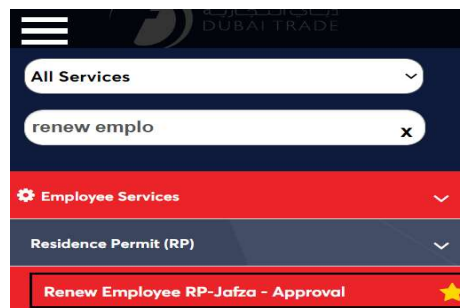 DUBAI TRADE
All Services
renew emplo
x
Employee Services
Residence Permit (RP)
Renew Employee RP-Jafza - Approval